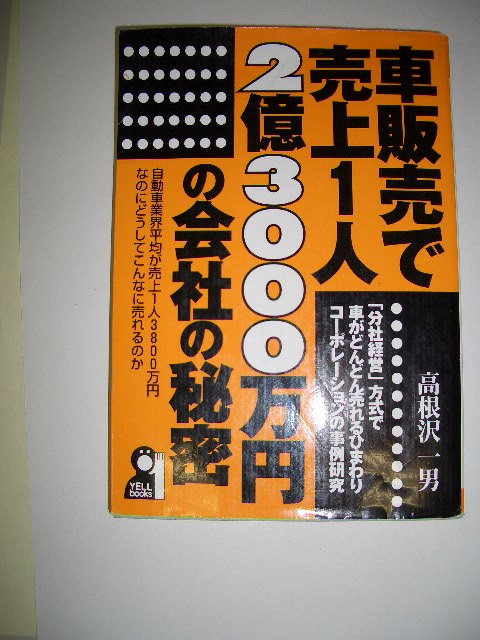 車販売で
売上1人
2億3000万円
の会社の秘密
自動車業界平均が売上1人3800万円
なのにどうしてこんなに売れるのか
「分社経営」方式で
車がどんどん売れるひまわり
コーポレーションの事例研究
高根沢一男
YELL
books